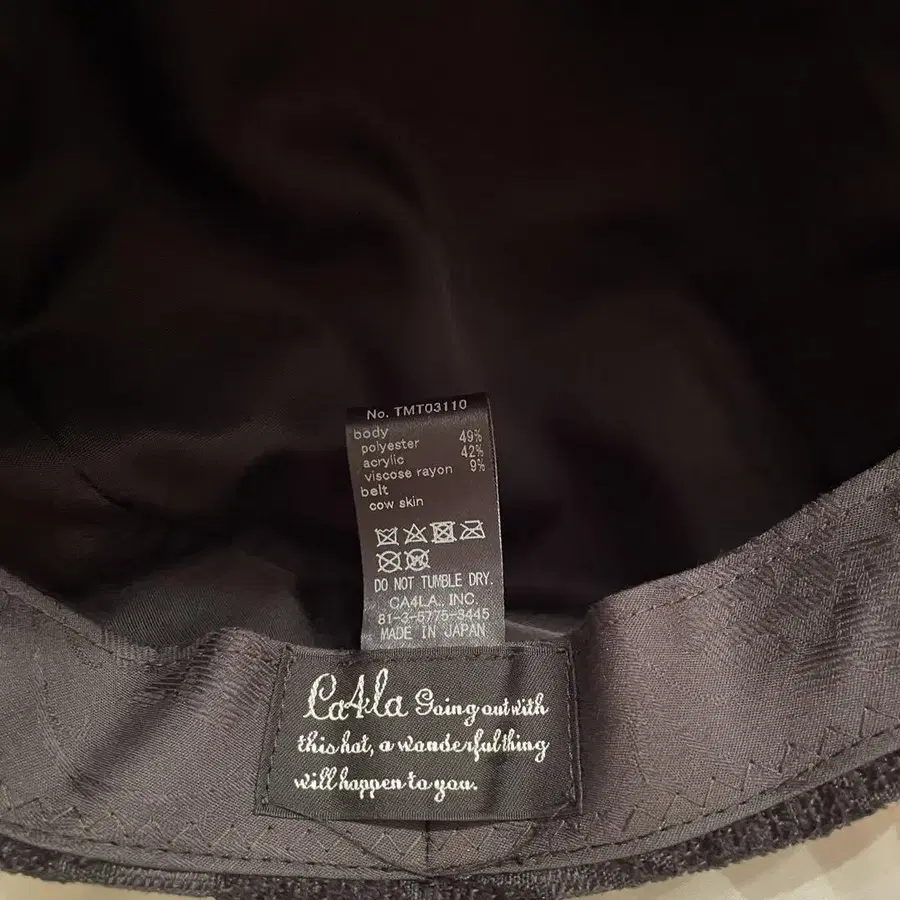 No. TMT03110
body
polyester 49%
acrylic 42%
viscose rayon 9%
belt
cow skin
DO NOT TUMBLE DRY.
CA4LA., INC.
81-3-5775-3445
MADE IN JAPAN
Ca4la Going out with
this hat, a wonderful thing
will happen to you.